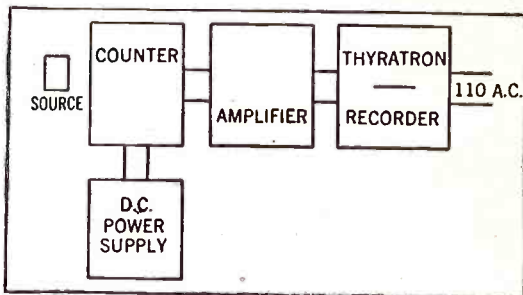 SOURCE
COUNTER
AMPLIFIER
THYRATRON
RECORDER
110 A.C.
D.C.
POWER
SUPPLY